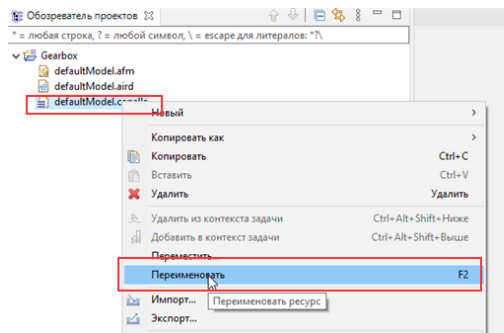 Обозреватель проектов
* = любая строка, ? = любой символ, \ = escape для литералов: *?\
Gearbox
defaultModel.afm
defaultModel.aird
defaultModel.capella
Новый
Копировать как
Копировать Ctrl+C
Вставить Ctrl+V
Удалить Удалить
Удалить из контекста задачи Ctrl+Alt+Shift+Ниже
Добавить в контекст задачи Ctrl+Alt+Shift+Выше
Переместить...
Переименовать F2
Импорт...
Переименовать ресурс
Экспорт...